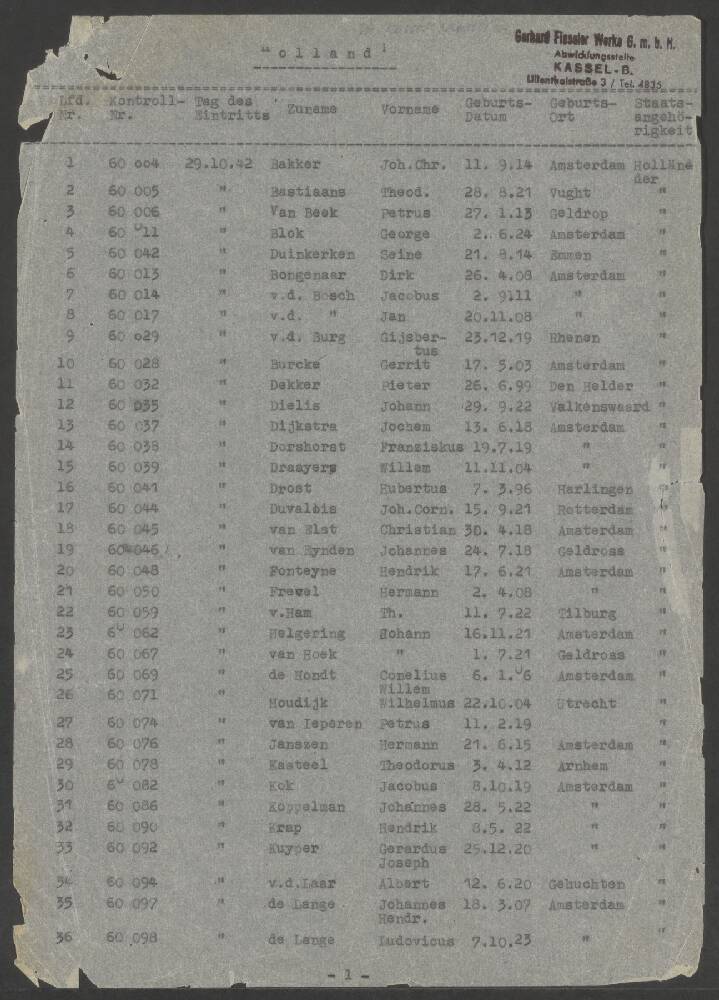 "olland"
Gerhard Fieseler Werke G. m. b. H.
Abwicklungsstelle
KASSEL-B.
Lilienthalstraße 3 / Tel. 4835
Lfd. Kontroll- Tag des Zuname Vorname Geburts- Geburts- Staats-
Nr. Nr. Eintritts Datum Ort angehö-
rigkeit
1 60 004 29.10.42 Bakker Joh.Chr. 11. 9.14 Amsterdam Hollän­
der
2 60 005 " Bastiaans Theod. 28. 8.21 Vught "
3 60 006 " Van Beek Petrus 27. 1.13 Geldrop "
4 60 011 " Blok George 2. 6.24 Amsterdam "
5 60 042 " Duinkerken Seine 21. 8.14 Emmen "
6 60 013 " Bongenaar Dirk 26. 4.08 Amsterdam "
7 60 014 " v.d. Bosch Jacobus 2. 9111 " "
8 60 017 " v.d. " Jan 20.11.08 " "
9 60 029 " v.d. Burg Gijsber- 23.12.19 Rhenen "
tus
10 60 028 " Burcke Gerrit 17. 5.03 Amsterdam "
11 60 032 " Dekker Pieter 26. 6.99 Den Helder "
12 60 035 " Dielis Johann 29. 9.22 Valkenswaard "
13 60 037 " Dijkstra Jochem 13. 6.18 Amsterdam "
14 60 038 " Dorshorst Franziskus 19.7.19 " "
15 60 039 " Draayers Willem 11.11.04 " "
16 60 041 " Drost Hubertus 7. 3.96 Harlingen "
17 60 044 " Duvalois Joh.Corn. 15. 9.21 Rotterdam "
18 60 045 " van Elst Christian 30. 4.18 Amsterdam "
19 604046) " van Eynden Johannes 24. 7.18 Geldross "
20 60 048 " Fonteyne Hendrik 17. 6.21 Amsterdam "
21 60 050 " Frevel Hermann 2. 4.08 " "
22 60 059 " v.Ham Th. 11. 7.22 Tilburg "
23 60 062 " Helgering Johann 16.11.21 Amsterdam "
24 60 067 " van Hoek " 1. 7.21 Geldross "
25 60 069 " de Hondt Cornelius 6. 1.06 Amsterdam "
Willem
26 60 071 " Houdijk Wilhelmus 22.10.04 Utrecht "
27 60 074 " van Ieperen Petrus 11. 2.19 "
28 60 076 " Janszen Hermann 21. 6.15 Amsterdam "
29 60 078 " Kasteel Theodorus 3. 4.12 Arnhem "
30 60 082 " Kok Jacobus 8.10.19 Amsterdam "
31 60 086 " Koppelman Johannes 28. 5.22 " "
32 60 090 " Krap Hendrik 8.5. 22 " "
33 60 092 " Kuyper Gerardus 25.12.20 " "
Joseph
34 60 094 " v.d.Laar Albert 12. 6.20 Gehuchten "
35 60 097 " de Lange Johannes 18. 3.07 Amsterdam "
Hendr.
36 60 098 " de Lange Ludovicus 7.10.23 " "
- 1 -